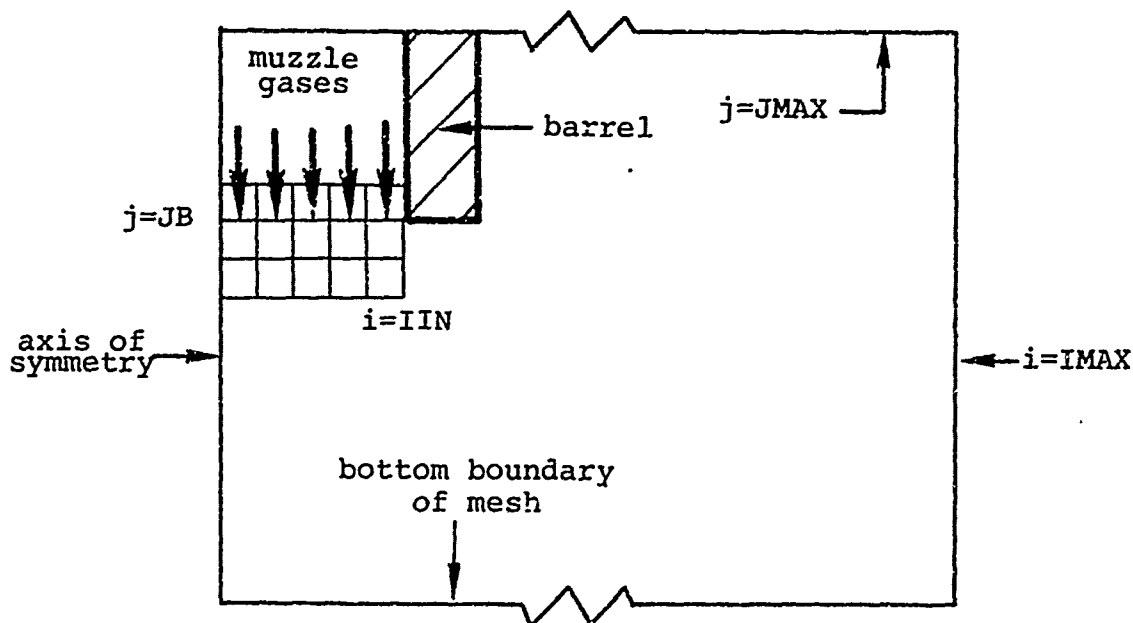 muzzle
gases
barrel
j=JMAX
j=JB
i=IIN
axis of
symmetry
i=IMAX
bottom boundary
of mesh